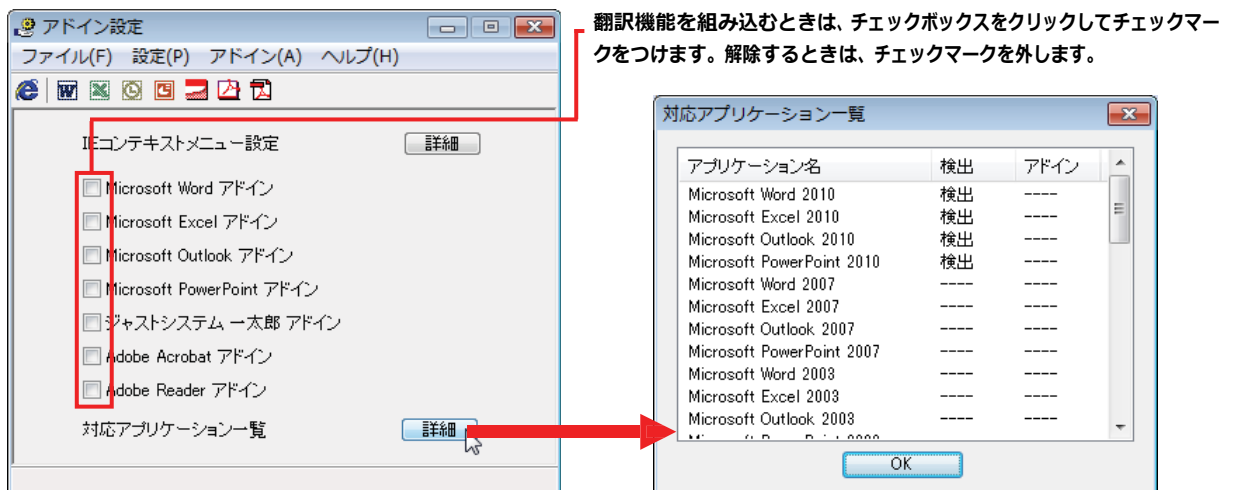 アドイン設定
ファイル(F) 設定(P) アドイン(A) ヘルプ(H)
IEコンテキストメニュー設定 詳細
Microsoft Word アドイン
Microsoft Excel アドイン
Microsoft Outlook アドイン
Microsoft PowerPoint アドイン
ジャストシステム 一太郎 アドイン
Adobe Acrobat アドイン
Adobe Reader アドイン
対応アプリケーション一覧 詳細
翻訳機能を組み込むときは、チェックボックスをクリックしてチェックマー
クをつけます。解除するときは、チェックマークを外します。
対応アプリケーション一覧
アプリケーション名 検出 アドイン
Microsoft Word 2010 検出 ----
Microsoft Excel 2010 検出 ----
Microsoft Outlook 2010 検出 ----
Microsoft PowerPoint 2010 検出 ----
Microsoft Word 2007 ---- ----
Microsoft Excel 2007 ---- ----
Microsoft Outlook 2007 ---- ----
Microsoft PowerPoint 2007 ---- ----
Microsoft Word 2003 ---- ----
Microsoft Excel 2003 ---- ----
Microsoft Outlook 2003 ---- ----
OK